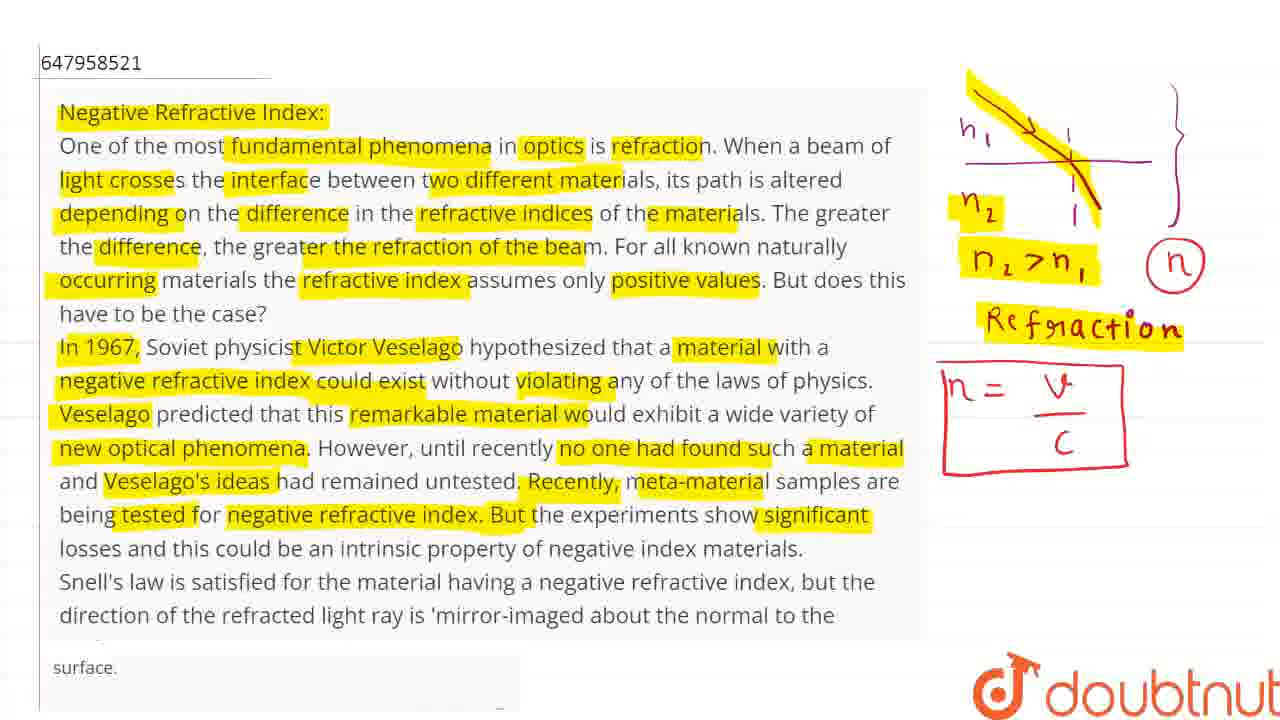 647958521
Negative Refractive Index:
One of the most fundamental phenomena in optics is refraction. When a beam of
light crosses the interface between two different materials, its path is altered
depending on the difference in the refractive indices of the materials. The greater
the difference, the greater the refraction of the beam. For all known naturally
occurring materials the refractive index assumes only positive values. But does this
have to be the case?
In 1967, Soviet physicist Victor Veselago hypothesized that a material with a
negative refractive index could exist without violating any of the laws of physics.
Veselago predicted that this remarkable material would exhibit a wide variety of
new optical phenomena. However, until recently no one had found such a material
and Veselago's ideas had remained untested. Recently, meta-material samples are
being tested for negative refractive index. But the experiments show significant
losses and this could be an intrinsic property of negative index materials.
Snell's law is satisfied for the material having a negative refractive index, but the
direction of the refracted light ray is 'mirror-imaged about the normal to the
surface.
n₁
n₂
n₂ > n₁
n
Refraction
n = v/c
doubtnut